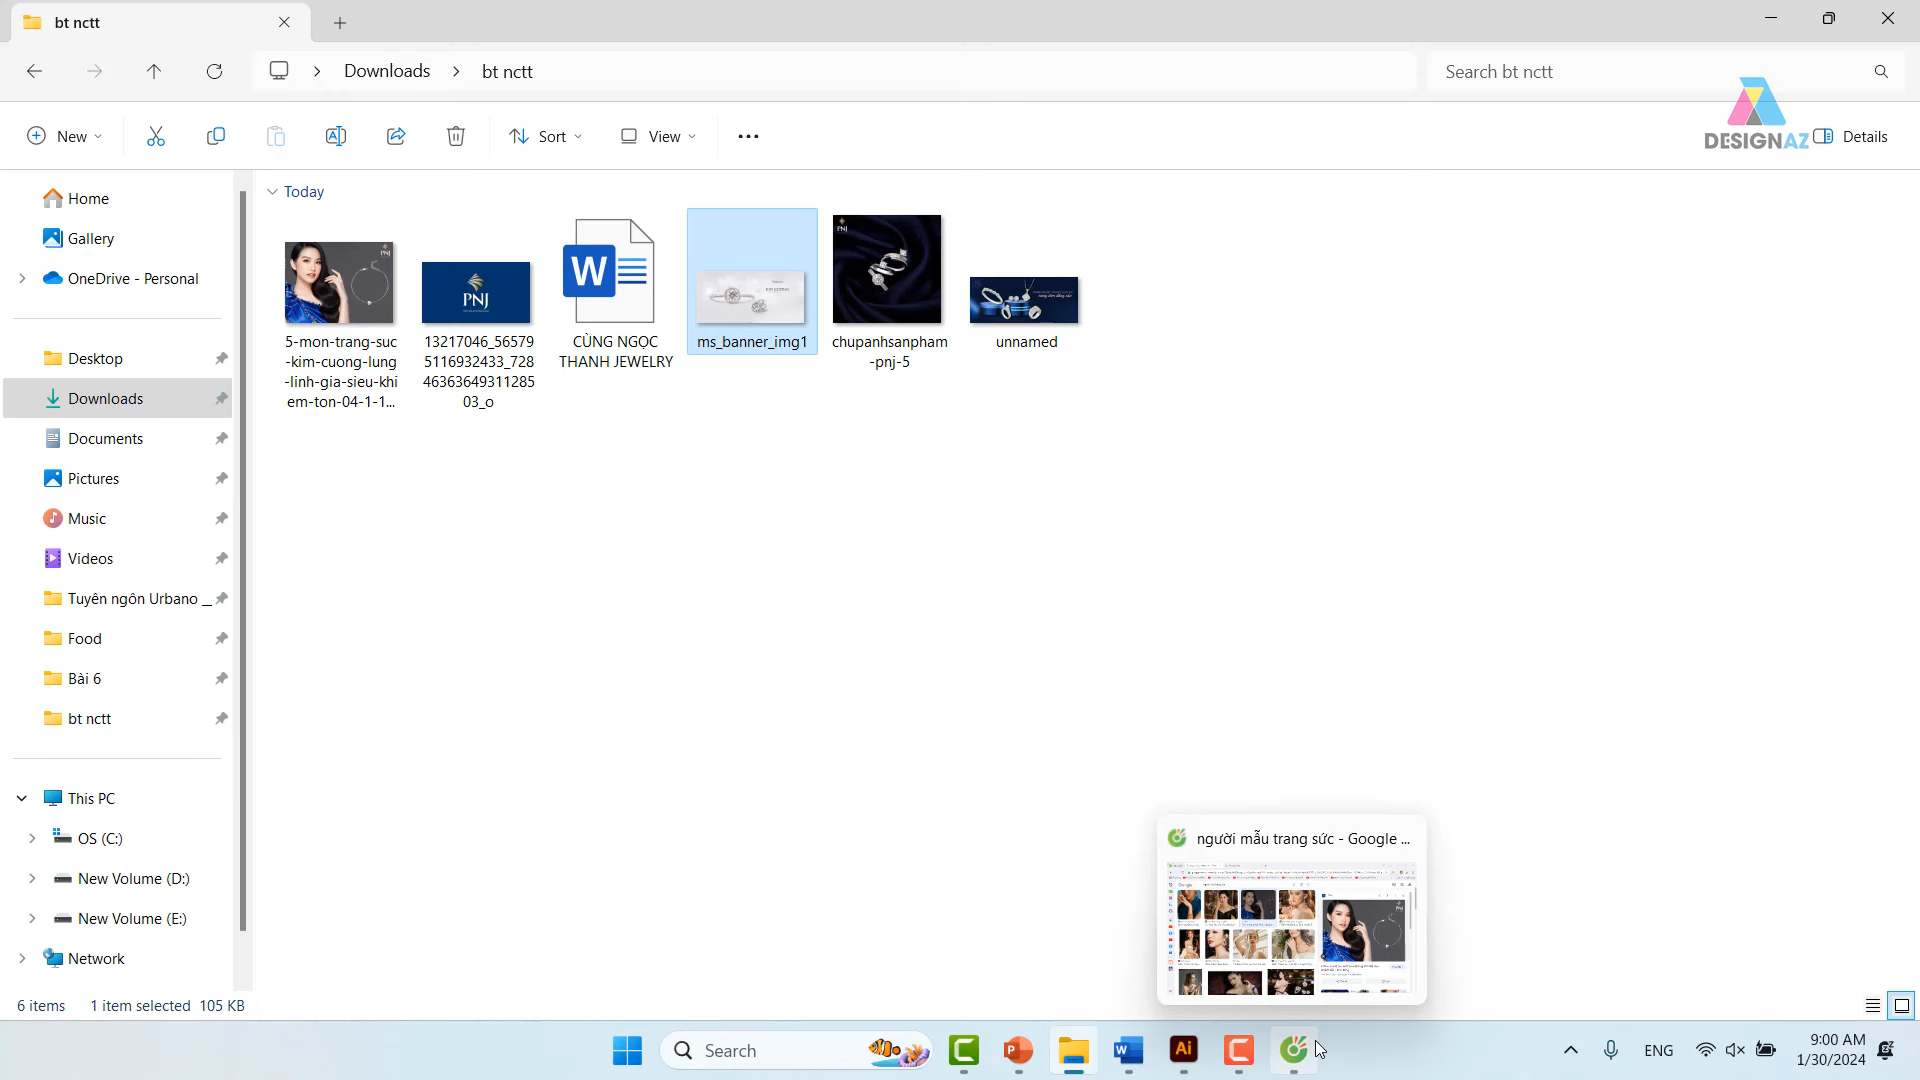 bt nctt
Downloads
bt nctt
Search bt nctt
New
Sort
View
Details
DESIGNAZ
Home
Gallery
OneDrive - Personal
Desktop
Downloads
Documents
Pictures
Music
Videos
Tuyên ngôn Urbano _
Food
Bài 6
bt nctt
This PC
OS (C:)
New Volume (D:)
New Volume (E:)
Network
Today
PNJ
PNJ
PNJ
W
5-mon-trang-suc
-kim-cuong-lung
-linh-gia-sieu-khi
em-ton-04-1-1...
13217046_56579
5116932433_728
46363649311285
03_o
CÙNG NGỌC
THANH JEWELRY
ms_banner_img1
chupanhsanpham
-pnj-5
unnamed
người mẫu trang sức - Google ...
6 items
1 item selected 105 KB
Search
C
P
W
Ai
C
ENG
9:00 AM
1/30/2024